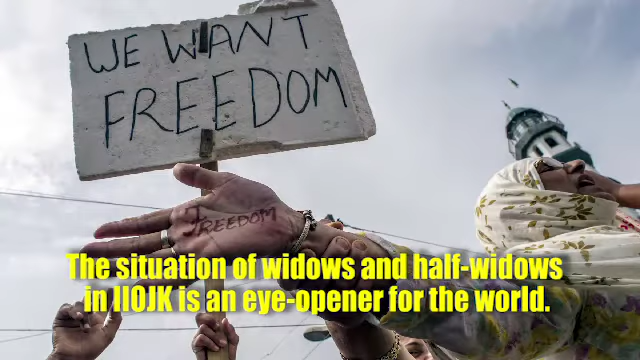 WE WANT
FREEDOM
FREEDOM
The situation of widows and half-widows
in IIOJK is an eye-opener for the world.